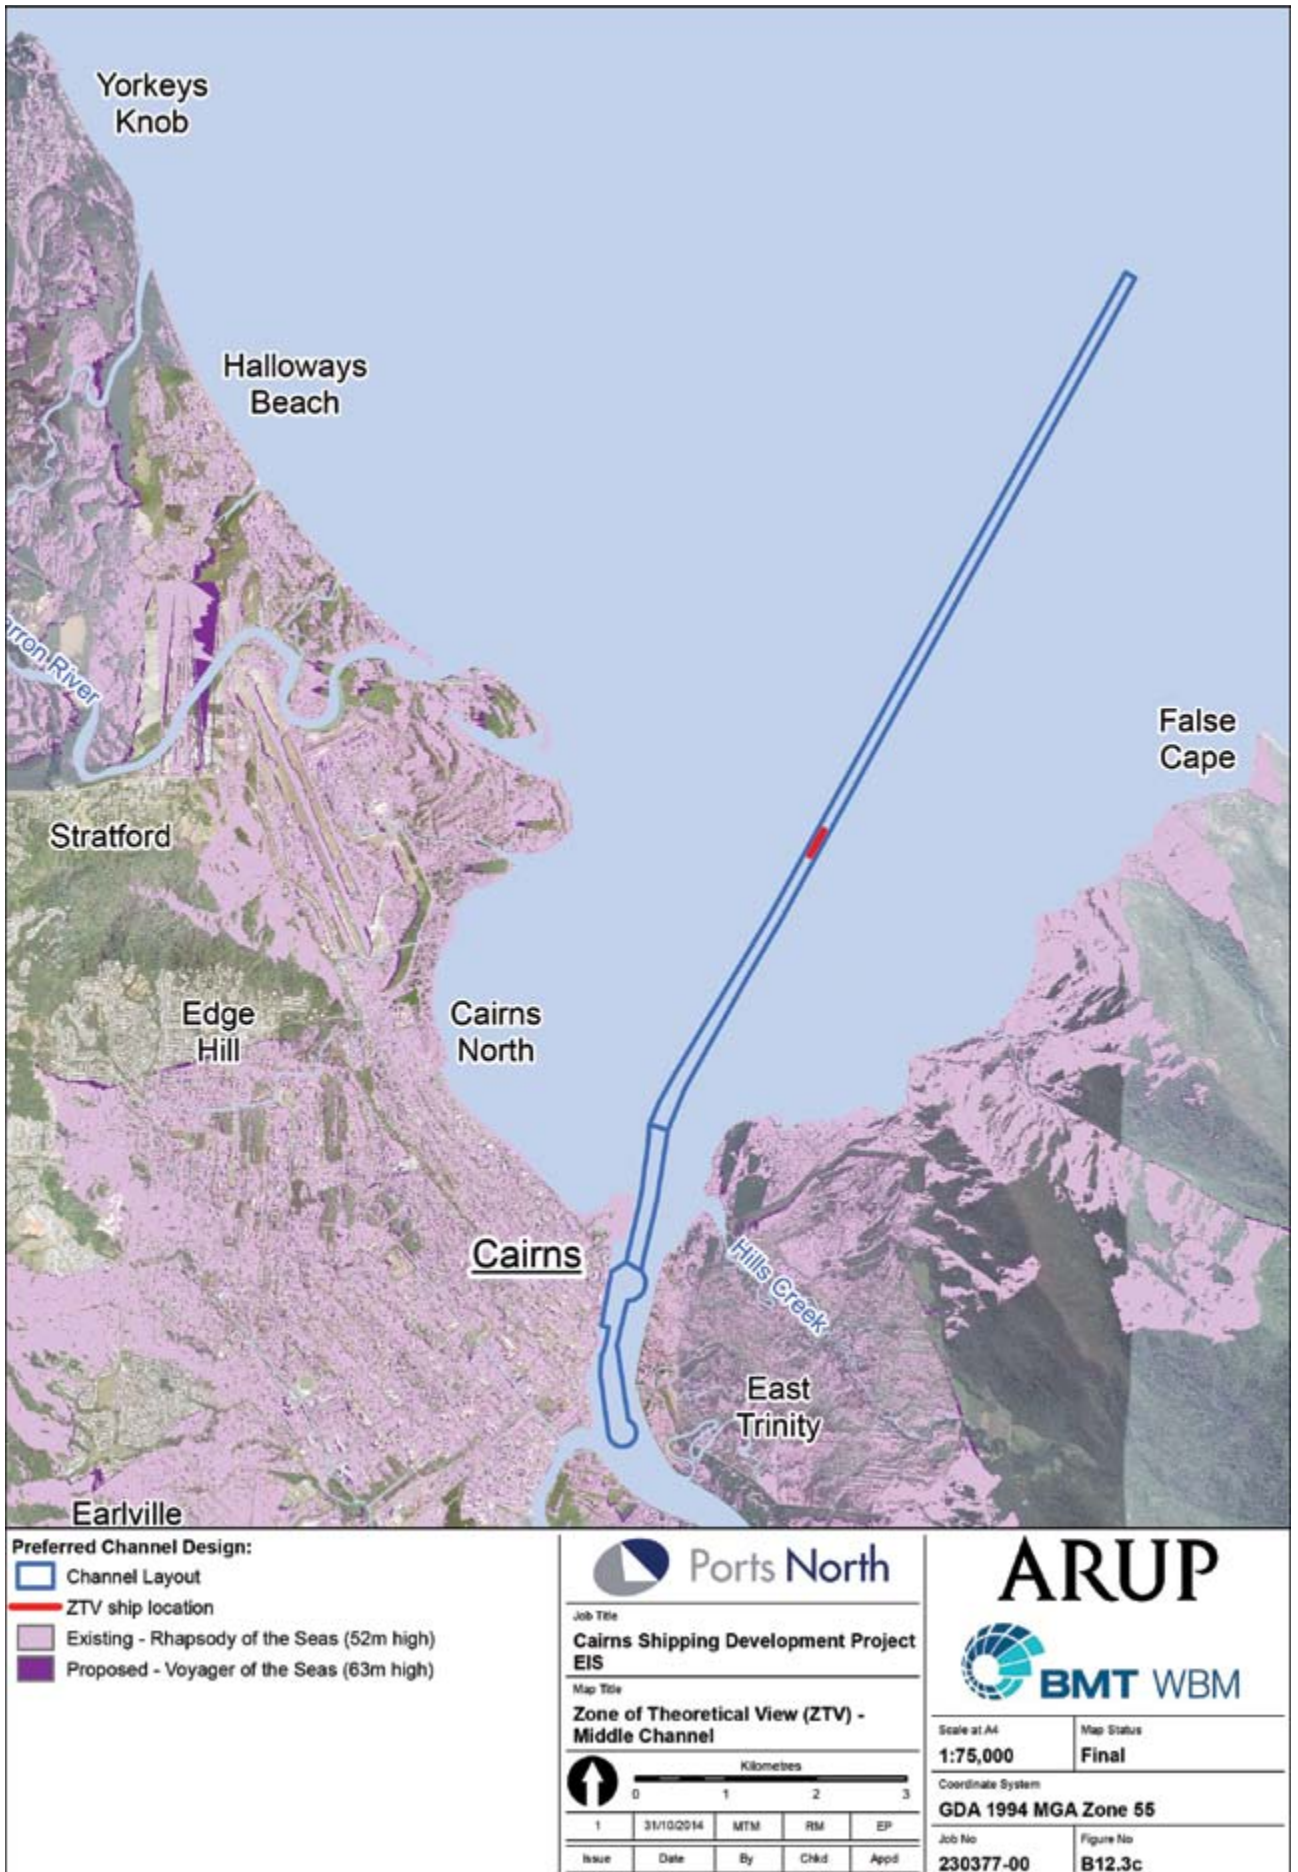 Yorkeys
Knob
Halloways
Beach
arron River
False
Cape
Stratford
Edge
Hill
Cairns
North
Cairns
Hills Creek
East
Trinity
Earlville
Preferred Channel Design:
Channel Layout
ZTV ship location
Existing - Rhapsody of the Seas (52m high)
Proposed - Voyager of the Seas (63m high)
Ports North
Job Title
Cairns Shipping Development Project
EIS
Map Title
Zone of Theoretical View (ZTV) -
Middle Channel
Kilometres
0 1 2 3
1 31/10/2014 MTM RM EP
Issue Date By Chkd Appd
ARUP
BMT WBM
Scale at A4 Map Status
1:75,000 Final
Coordinate System
GDA 1994 MGA Zone 55
Job No Figure No
230377-00 B12.3c